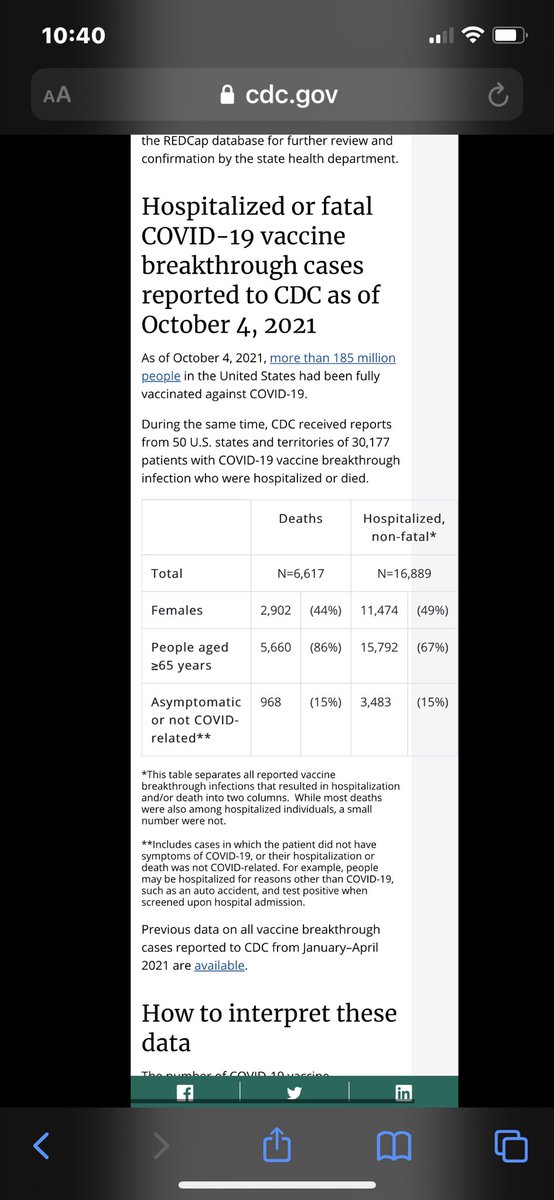 10:40
AA
cdc.gov
the REDCap database for further review and
confirmation by the state health department.
Hospitalized or fatal
COVID-19 vaccine
breakthrough cases
reported to CDC as of
October 4, 2021
As of October 4, 2021, more than 185 million
people in the United States had been fully
vaccinated against COVID-19.
During the same time, CDC received reports
from 50 U.S. states and territories of 30,177
patients with COVID-19 vaccine breakthrough
infection who were hospitalized or died.
Deaths Hospitalized,
non-fatal*
Total N=6,617 N=16,889
Females 2,902 (44%) 11,474 (49%)
People aged 5,660 (86%) 15,792 (67%)
≥65 years
Asymptomatic 968 (15%) 3,483 (15%)
or not COVID-
related**
*This table separates all reported vaccine
breakthrough infections that resulted in hospitalization
and/or death into two columns. While most deaths
were also among hospitalized individuals, a small
number were not.
**Includes cases in which the patient did not have
symptoms of COVID-19, or their hospitalization or
death was not COVID-related. For example, people
may be hospitalized for reasons other than COVID-19,
such as an auto accident, and test positive when
screened upon hospital admission.
Previous data on all vaccine breakthrough
cases reported to CDC from January–April
2021 are available.
How to interpret these
data
The number of COVID-19 vaccine